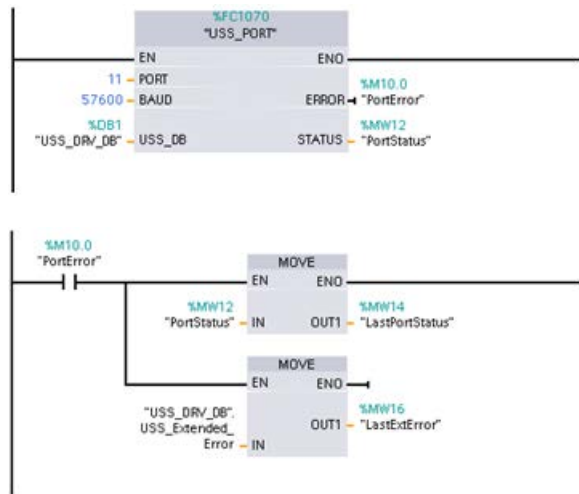 %FC1070
"USS_PORT"
EN ENO
11 PORT
57600 BAUD
ERROR
%M10.0
"PortError"
%DB1
"USS_DRV_DB" USS_DB
STATUS
%MW12
"PortStatus"
%M10.0
"PortError"
MOVE
EN ENO
%MW12
"PortStatus" IN
OUT1
%MW14
"LastPortStatus"
MOVE
EN ENO
"USS_DRV_DB".
USS_Extended_
Error IN
OUT1
%MW16
"LastExtError"